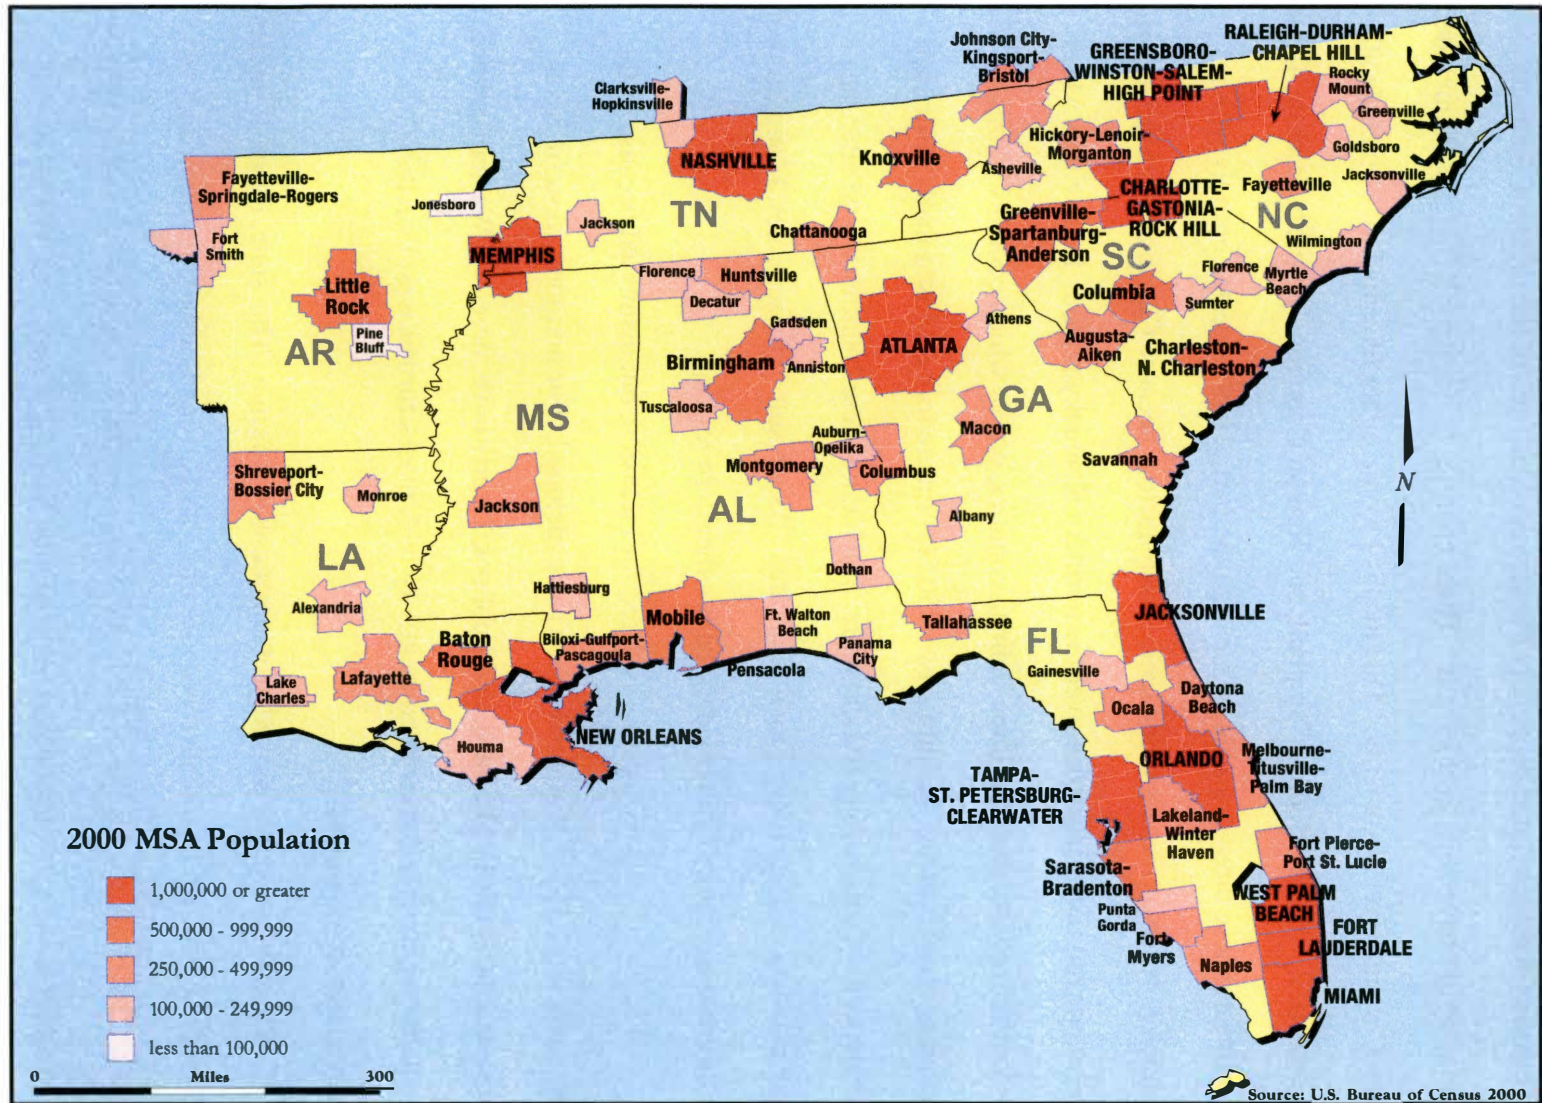 Johnson City-
Kingsport-
Bristol
GREENSBORO-
WINSTON-SALEM-
HIGH POINT
RALEIGH-DURHAM-
CHAPEL HILL
Rocky
Mount
Greenville
Goldsboro
Jacksonville
Clarksville-
Hopkinsville
NASHVILLE
Knoxville
Hickory-Lenoir-
Morganton
Asheville
Fayetteville
NC
Wilmington
Fayetteville-
Springdale-Rogers
Jonesboro
Jackson
TN
Chattanooga
CHARLOTTE-
GASTONIA-
ROCK HILL
Greenville-
Spartanburg-
Anderson
SC
Fort
Smith
MEMPHIS
Florence
Huntsville
Decatur
Florence
Myrtle
Beach
Sumter
Columbia
Little
Rock
Pine
Bluff
AR
Gadsden
Birmingham
Anniston
Tuscaloosa
ATLANTA
Athens
Augusta-
Aiken
Charleston-
N. Charleston
MS
GA
Macon
Auburn-
Opelika
Columbus
Montgomery
AL
Savannah
N
Shreveport-
Bossier City
Monroe
Jackson
Albany
LA
Alexandria
Hattiesburg
Dothan
Mobile
Ft. Walton
Beach
Tallahassee
JACKSONVILLE
Baton
Rouge
Biloxi-Gulfport-
Pascagoula
Pensacola
Panama
City
FL
Gainesville
Lake
Charles
Lafayette
Houma
NEW ORLEANS
Ocala
Daytona
Beach
ORLANDO
Melbourne-
Titusville-
Palm Bay
TAMPA-
ST. PETERSBURG-
CLEARWATER
Lakeland-
Winter
Haven
Fort Pierce-
Port St. Lucie
Sarasota-
Bradenton
Punta
Gorda
WEST PALM
BEACH
Fort
Myers
Naples
FORT
LAUDERDALE
MIAMI
2000 MSA Population
1,000,000 or greater
500,000 - 999,999
250,000 - 499,999
100,000 - 249,999
less than 100,000
0 Miles 300
Source: U.S. Bureau of Census 2000